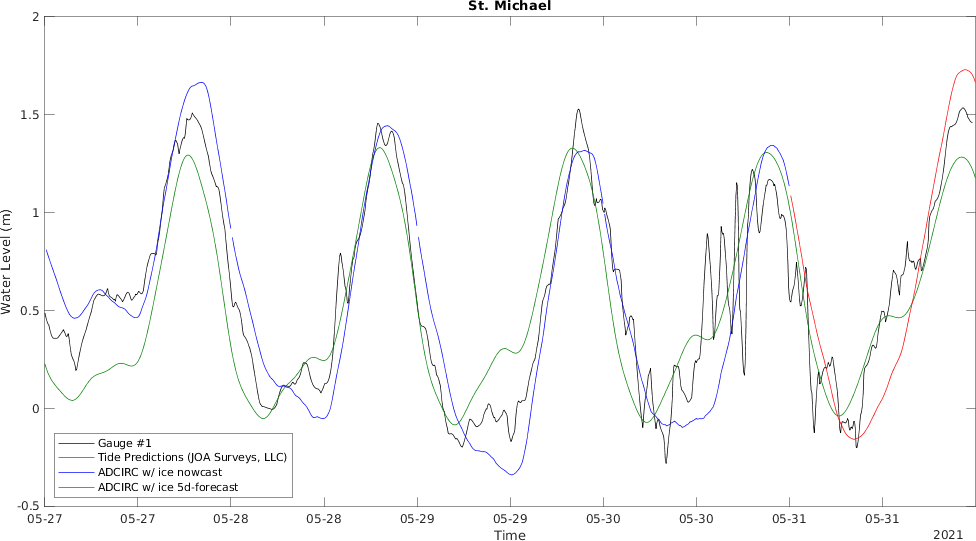 St. Michael
2
1.5
1
0.5
0
-0.5
Water Level (m)
Gauge #1
Tide Predictions (JOA Surveys, LLC)
ADCIRC w/ ice nowcast
ADCIRC w/ ice 5d-forecast
05-27 05-27 05-28 05-28 05-29 05-29 05-30 05-30 05-31 05-31
Time
2021